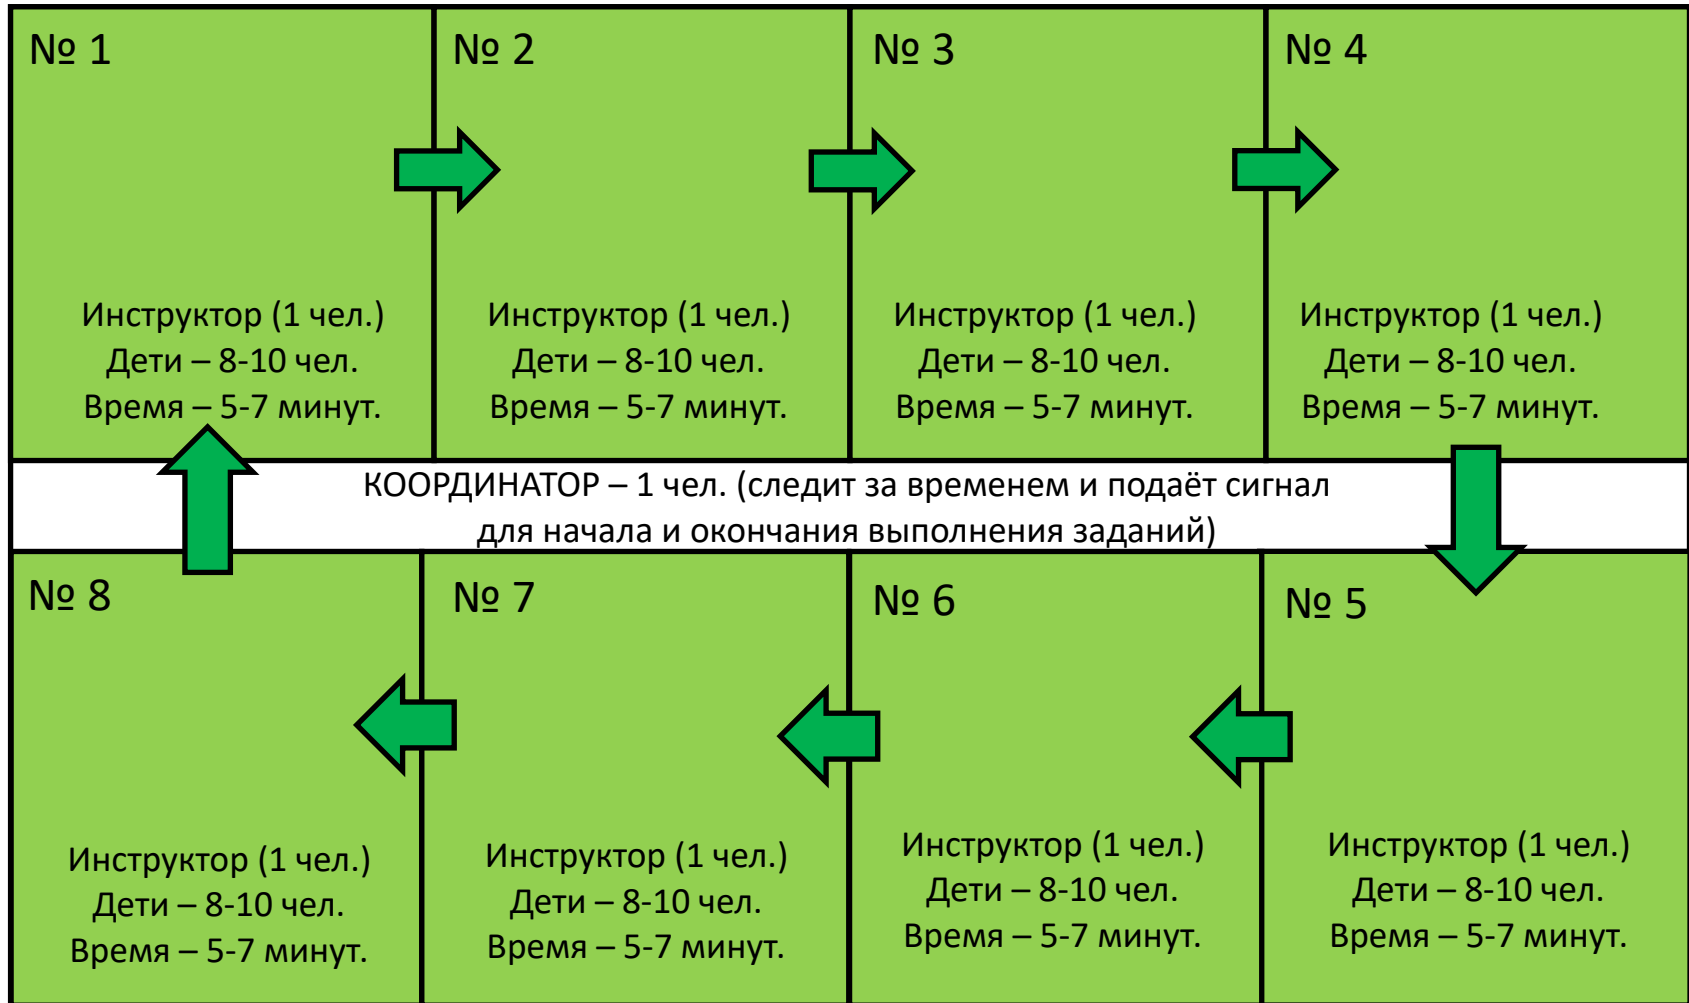 № 1
Инструктор (1 чел.)
Дети – 8-10 чел.
Время – 5-7 минут.
№ 2
Инструктор (1 чел.)
Дети – 8-10 чел.
Время – 5-7 минут.
№ 3
Инструктор (1 чел.)
Дети – 8-10 чел.
Время – 5-7 минут.
№ 4
Инструктор (1 чел.)
Дети – 8-10 чел.
Время – 5-7 минут.
КООРДИНАТОР – 1 чел. (следит за временем и подаёт сигнал
для начала и окончания выполнения заданий)
№ 8
Инструктор (1 чел.)
Дети – 8-10 чел.
Время – 5-7 минут.
№ 7
Инструктор (1 чел.)
Дети – 8-10 чел.
Время – 5-7 минут.
№ 6
Инструктор (1 чел.)
Дети – 8-10 чел.
Время – 5-7 минут.
№ 5
Инструктор (1 чел.)
Дети – 8-10 чел.
Время – 5-7 минут.